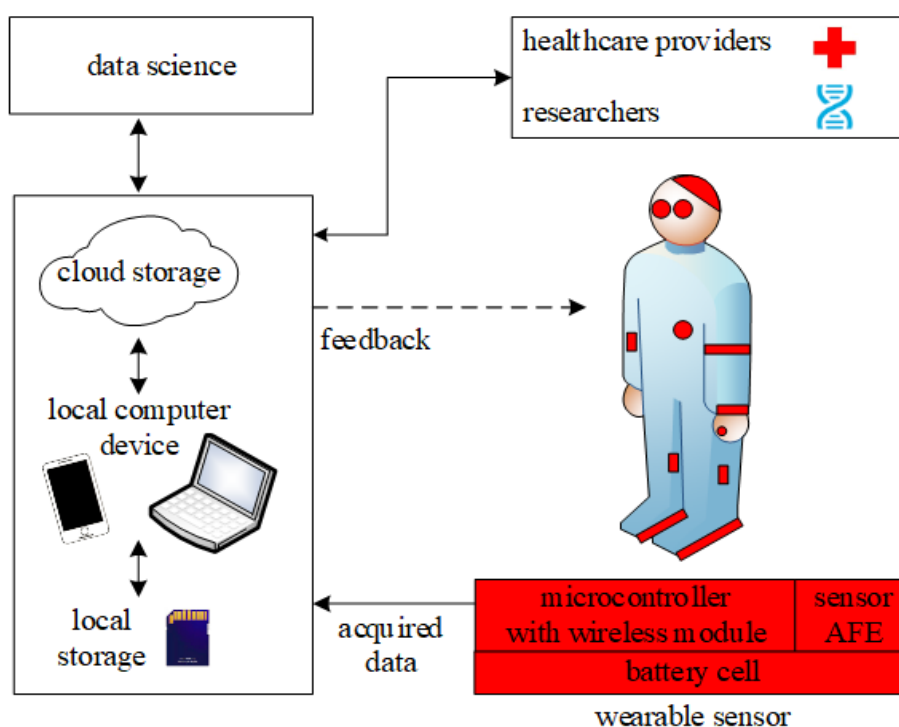 data science
healthcare providers
researchers
cloud storage
feedback
local computer
device
local
storage
acquired
data
microcontroller
with wireless module
sensor
AFE
battery cell
wearable sensor